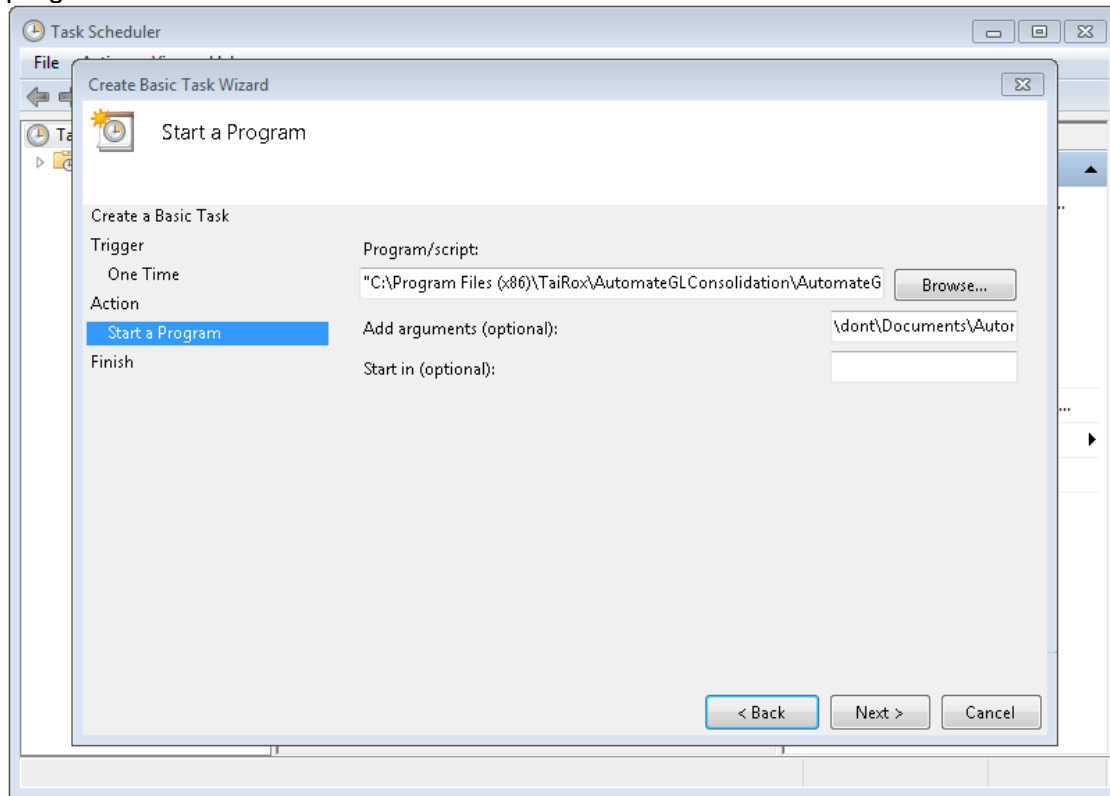 Task Scheduler
File
Create Basic Task Wizard
Start a Program
Create a Basic Task
Trigger
One Time
Action
Start a Program
Finish
Program/script:
"C:\Program Files (x86)\TaiRox\AutomateGLConsolidation\AutomateG
Browse...
Add arguments (optional):
\dont\Documents\Autor
Start in (optional):
< Back
Next >
Cancel